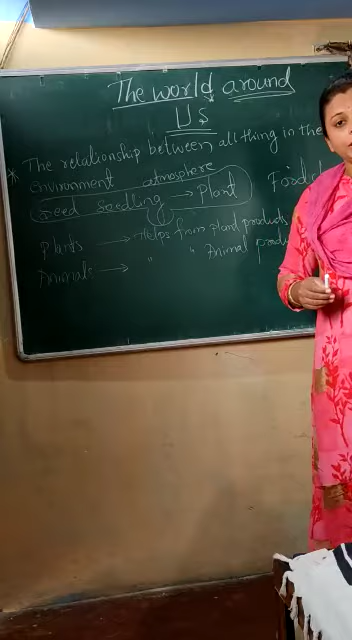 The world around
US
* The relationship between all thing in the
environment atmosphere
Seed Seedling → Plant Food
Plants → Helps from plant products
Animals → " " Animal produ